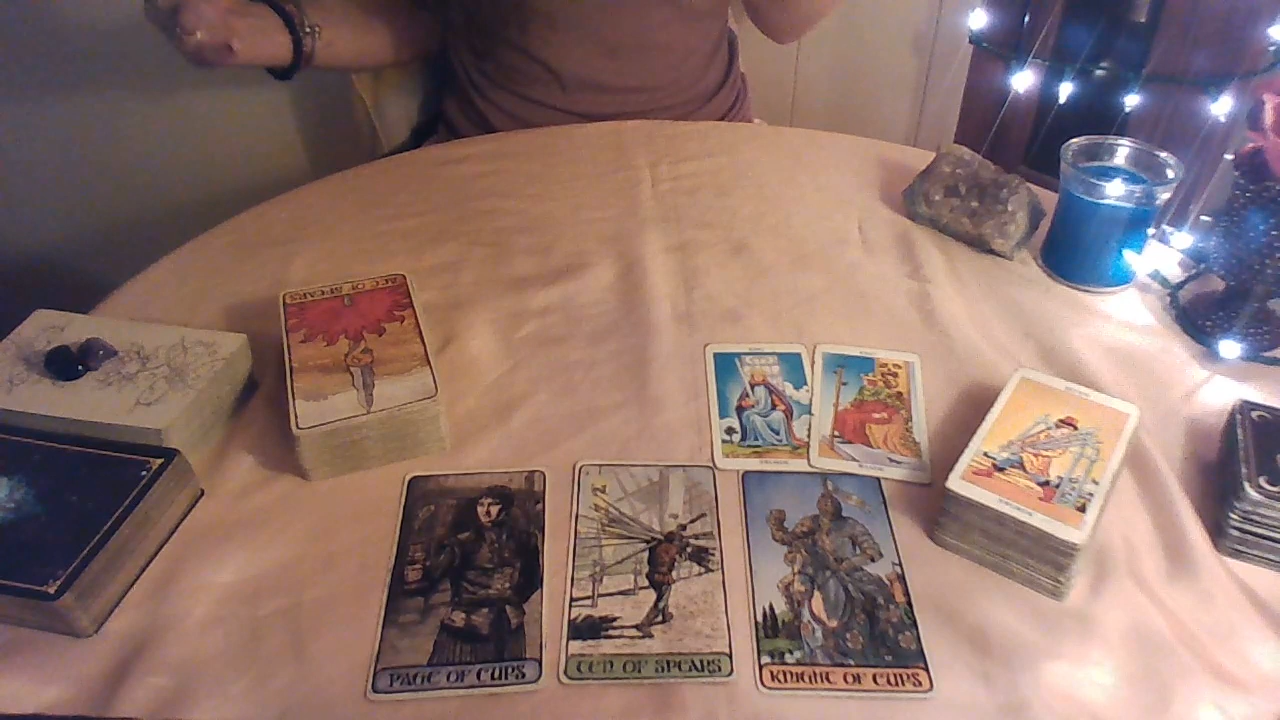 ACE OF SPEARS
PAGE OF CUPS
TEN OF SPEARS
KNIGHT OF CUPS